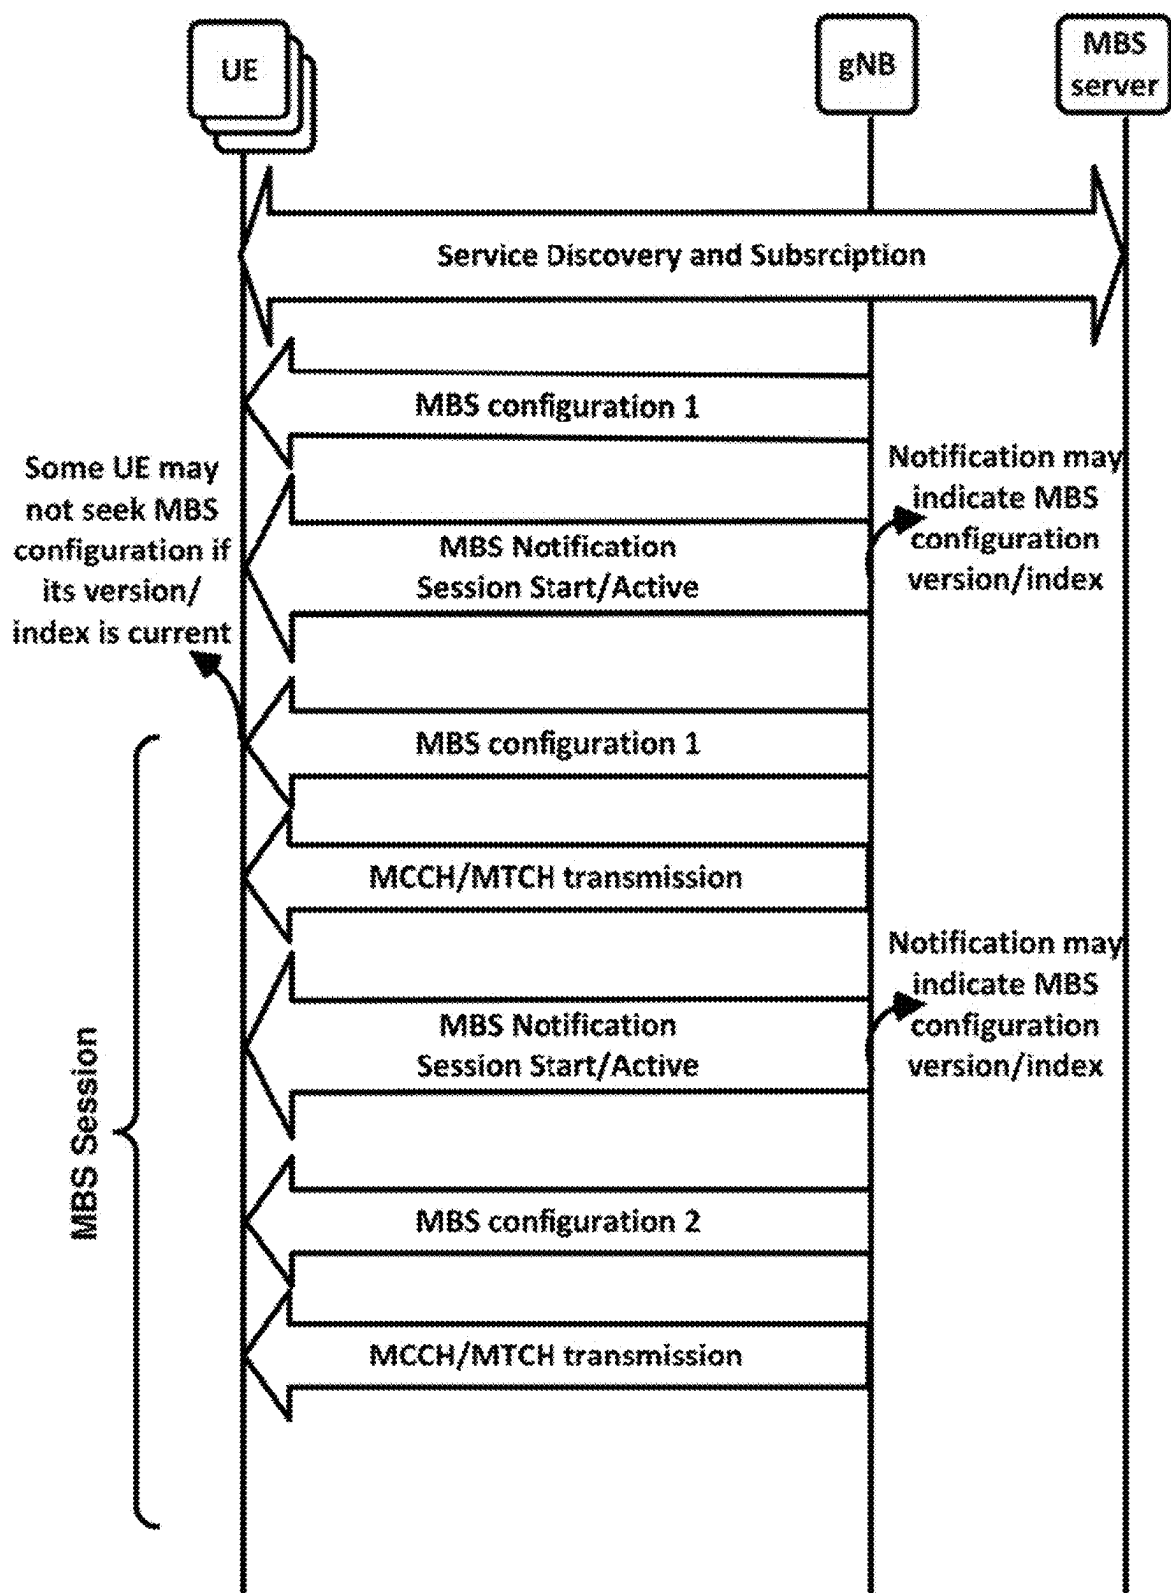 UE
gNB
MBS
server
Service Discovery and Subsrciption
MBS configuration 1
Some UE may
not seek MBS
configuration if
its version/
index is current
Notification may
indicate MBS
configuration
version/index
MBS Notification
Session Start/Active
MBS configuration 1
MCCH/MTCH transmission
Notification may
indicate MBS
configuration
version/index
MBS Notification
Session Start/Active
MBS Session
MBS configuration 2
MCCH/MTCH transmission